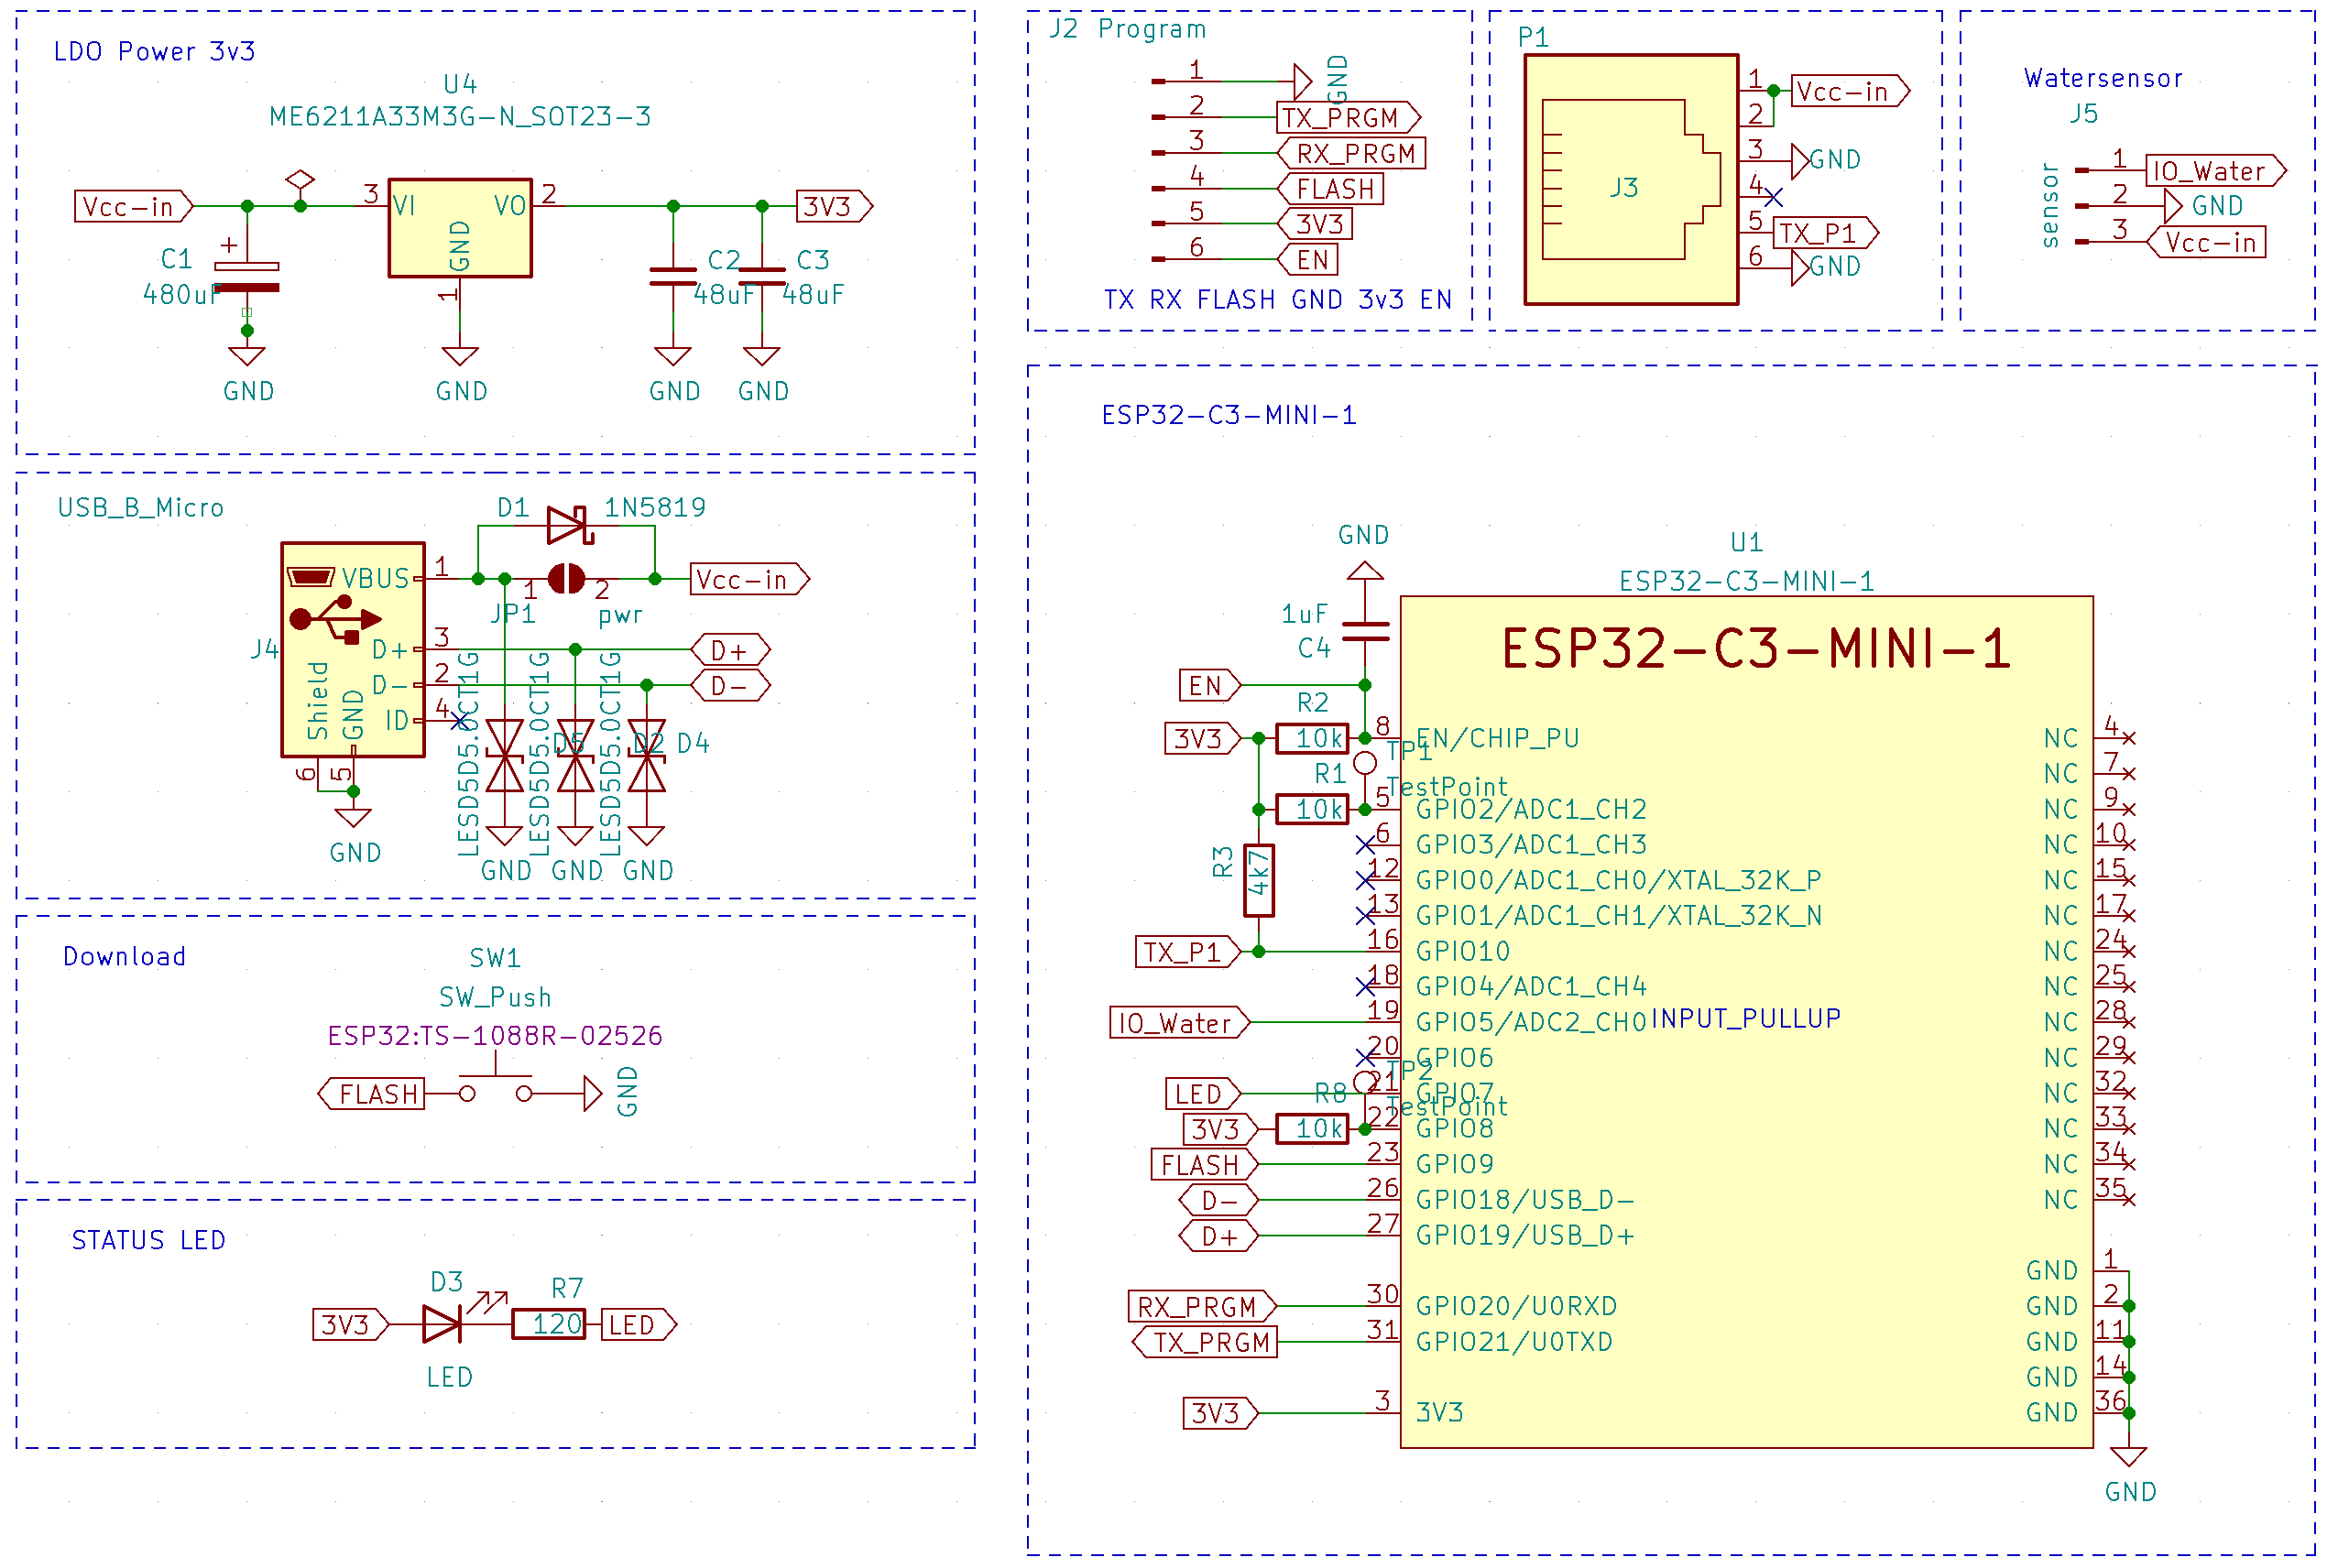 LDO Power 3v3
U4
ME6211A33M3G-N_SOT23-3
Vcc-in
3
VI
VO
2
3V3
GND
1
+
C1
480uF
C2
48uF
C3
48uF
GND
GND
GND
GND
J2 Program
1
GND
2
TX_PRGM
3
RX_PRGM
4
FLASH
5
3V3
6
EN
TX RX FLASH GND 3v3 EN
P1
J3
1
Vcc-in
2
3
GND
4
5
TX_P1
6
GND
Watersensor
J5
sensor
1
IO_Water
2
GND
3
Vcc-in
USB_B_Micro
D1
1N5819
VBUS
1
1
2
Vcc-in
JP1
pwr
J4
D+
3
D+
D-
2
D-
ID
4
Shield
GND
6
5
GND
LESD5D5.0CT1G
LESD5D5.0CT1G
LESD5D5.0CT1G
D5
D2
D4
GND
GND
GND
Download
SW1
SW_Push
ESP32:TS-1088R-02526
FLASH
GND
STATUS LED
D3
R7
3V3
120
LED
LED
ESP32-C3-MINI-1
GND
U1
ESP32-C3-MINI-1
1uF
C4
ESP32-C3-MINI-1
EN
R2
3V3
10k
8
EN/CHIP_PU
TP1
R1
TestPoint
10k
5
GPIO2/ADC1_CH2
6
GPIO3/ADC1_CH3
R3
4k7
12
GPIO0/ADC1_CH0/XTAL_32K_P
13
GPIO1/ADC1_CH1/XTAL_32K_N
TX_P1
16
GPIO10
18
GPIO4/ADC1_CH4
IO_Water
19
GPIO5/ADC2_CH0
INPUT_PULLUP
20
GPIO6
TP2
LED
R8
21
GPIO7
TestPoint
3V3
10k
22
GPIO8
FLASH
23
GPIO9
D-
26
GPIO18/USB_D-
D+
27
GPIO19/USB_D+
RX_PRGM
30
GPIO20/U0RXD
TX_PRGM
31
GPIO21/U0TXD
3V3
3
3V3
NC 4
NC 7
NC 9
NC 10
NC 15
NC 17
NC 24
NC 25
NC 28
NC 29
NC 32
NC 33
NC 34
NC 35
GND 1
GND 2
GND 11
GND 14
GND 36
GND